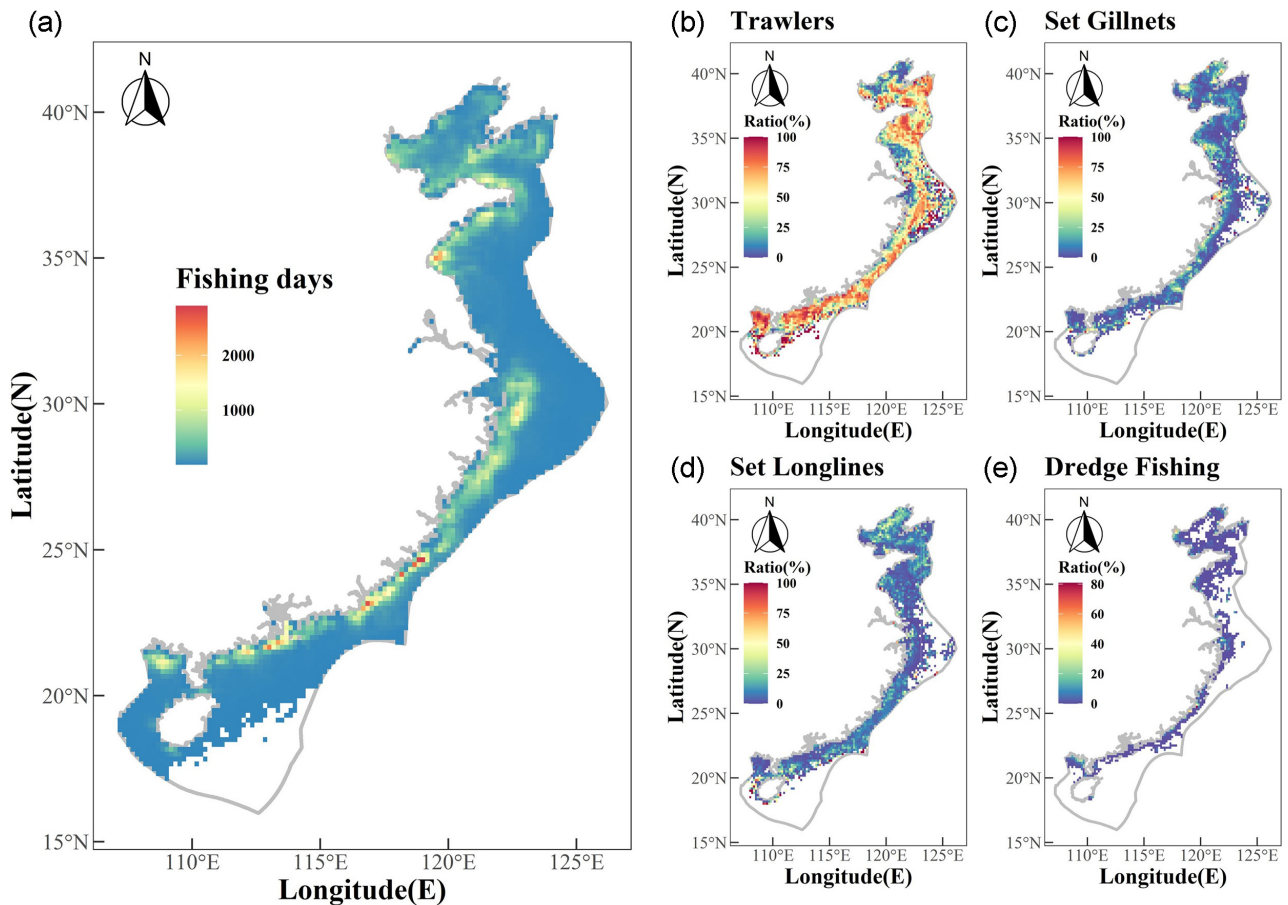 (a)
N
40°N
35°N
30°N
25°N
20°N
15°N
Latitude(N)
Fishing days
2000
1000
110°E 115°E 120°E 125°E
Longitude(E)
(b) Trawlers
N
40°N
35°N
30°N
25°N
20°N
15°N
Latitude(N)
Ratio(%)
100
75
50
25
0
110°E 115°E 120°E 125°E
Longitude(E)
(c) Set Gillnets
N
40°N
35°N
30°N
25°N
20°N
15°N
Latitude(N)
Ratio(%)
100
75
50
25
0
110°E 115°E 120°E 125°E
Longitude(E)
(d) Set Longlines
N
40°N
35°N
30°N
25°N
20°N
15°N
Latitude(N)
Ratio(%)
100
75
50
25
0
110°E 115°E 120°E 125°E
Longitude(E)
(e) Dredge Fishing
N
40°N
35°N
30°N
25°N
20°N
15°N
Latitude(N)
Ratio(%)
80
60
40
20
0
110°E 115°E 120°E 125°E
Longitude(E)